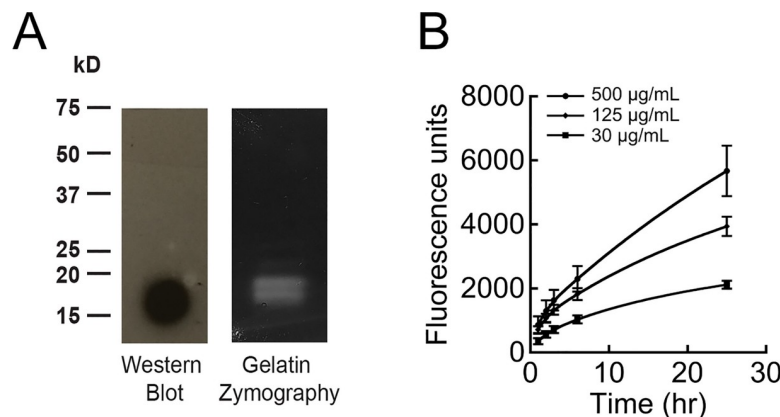 A
kD
75
50
37
25
20
15
Western
Blot
Gelatin
Zymography
B
8000
6000
4000
2000
0
Fluorescence units
500 µg/mL
125 µg/mL
30 µg/mL
0 10 20 30
Time (hr)